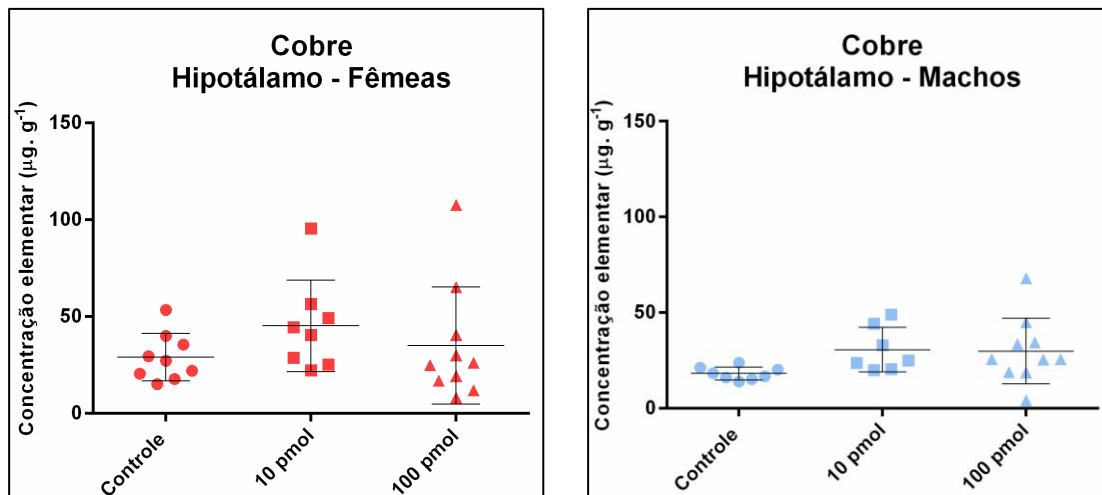 Cobre
Hipotálamo - Fêmeas
Concentração elementar (µg. g⁻¹)
150
100
50
0
Controle
10 pmol
100 pmol
Cobre
Hipotálamo - Machos
Concentração elementar (µg. g⁻¹)
150
100
50
0
Controle
10 pmol
100 pmol